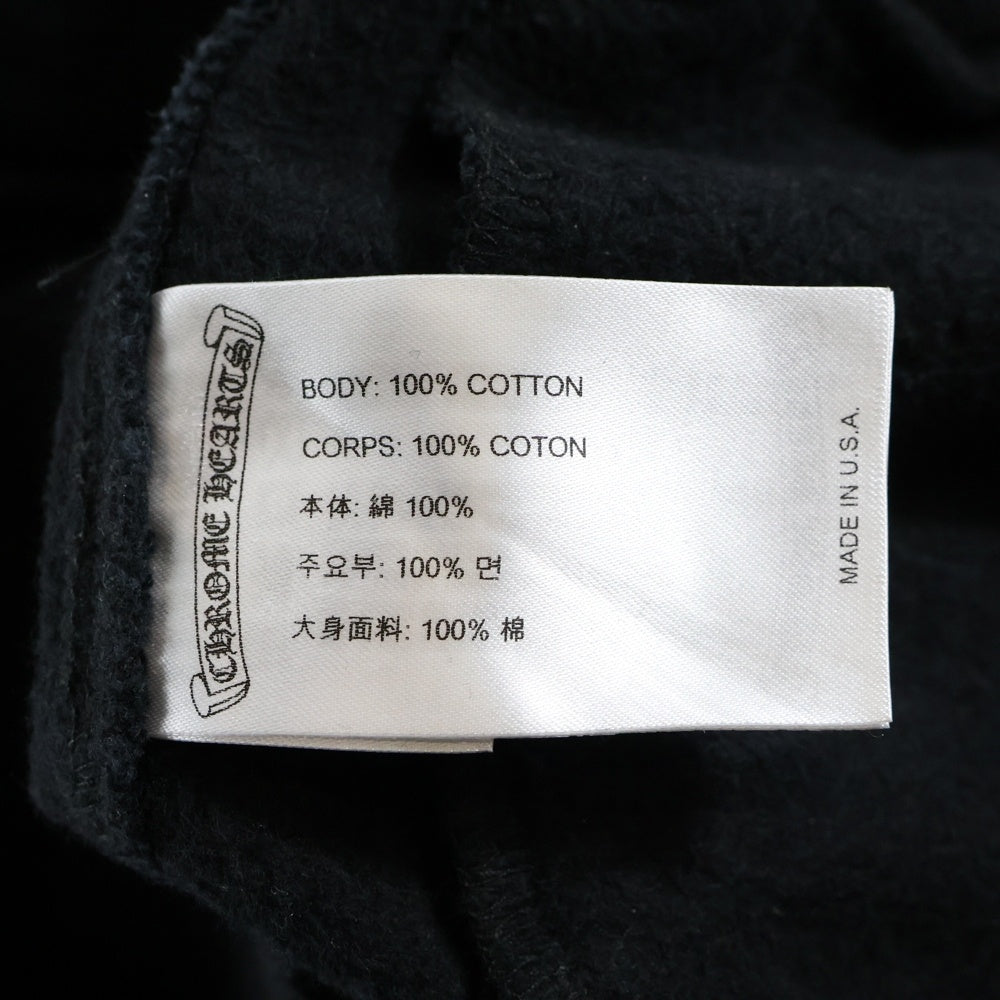 CHROME HEARTS
BODY: 100% COTTON
CORPS: 100% COTON
本体: 綿 100%
주요부: 100% 면
大身面料: 100% 棉
MADE IN U.S.A.